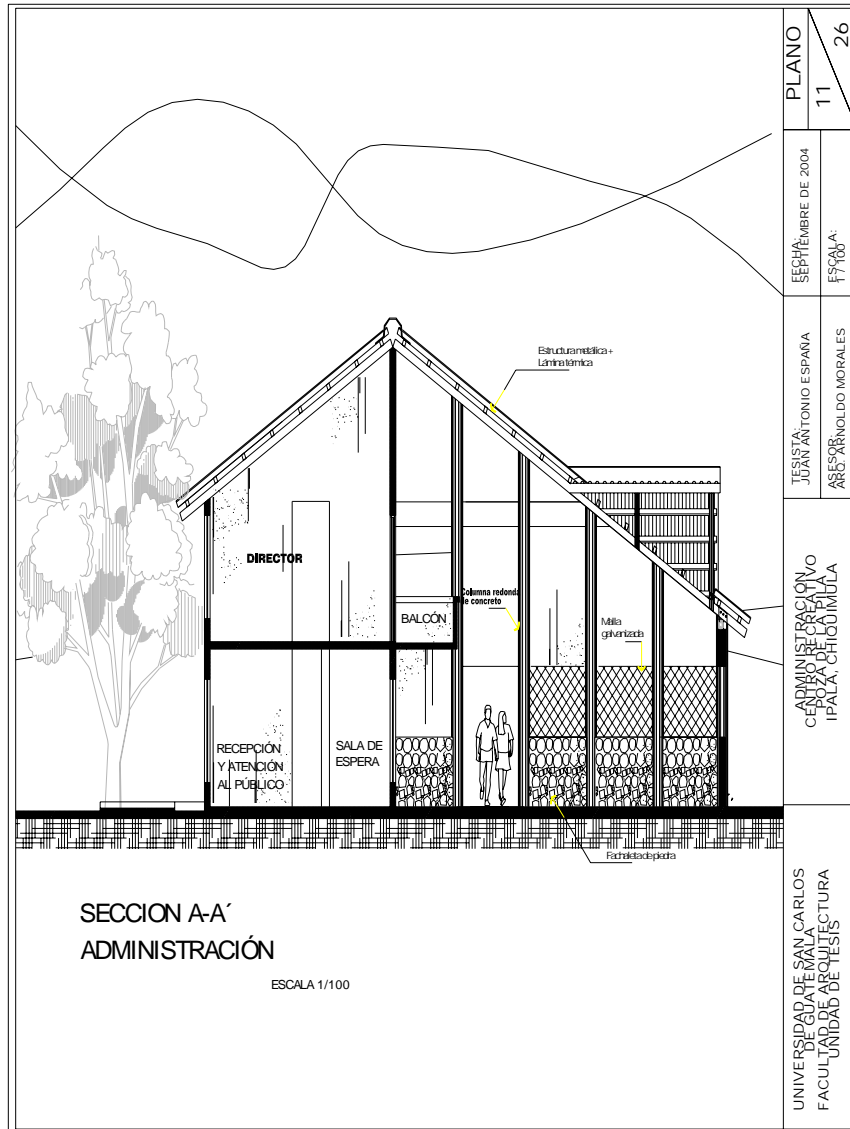 PLANO
11
26
FECHA:
SEPTIEMBRE DE 2004
ESCALA:
1 / 100
TESISTA:
JUAN ANTONIO ESPAÑA
ASESOR:
ARQ. ARNOLDO MORALES
ADMINISTRACIÓN
CENTRO RECREATIVO
POZA DE LA PILA
IPALA, CHIQUIMULA
UNIVERSIDAD DE SAN CARLOS
DE GUATEMALA
FACULTAD DE ARQUITECTURA
UNIDAD DE TESIS
Estructura metálica +
Lámina térmica
DIRECTOR
Columna redonda
de concreto
BALCÓN
Malla
galvanizada
RECEPCIÓN
Y ATENCIÓN
AL PÚBLICO
SALA DE
ESPERA
Fachaleta de piedra
SECCION A-A´
ADMINISTRACIÓN
ESCALA 1/100